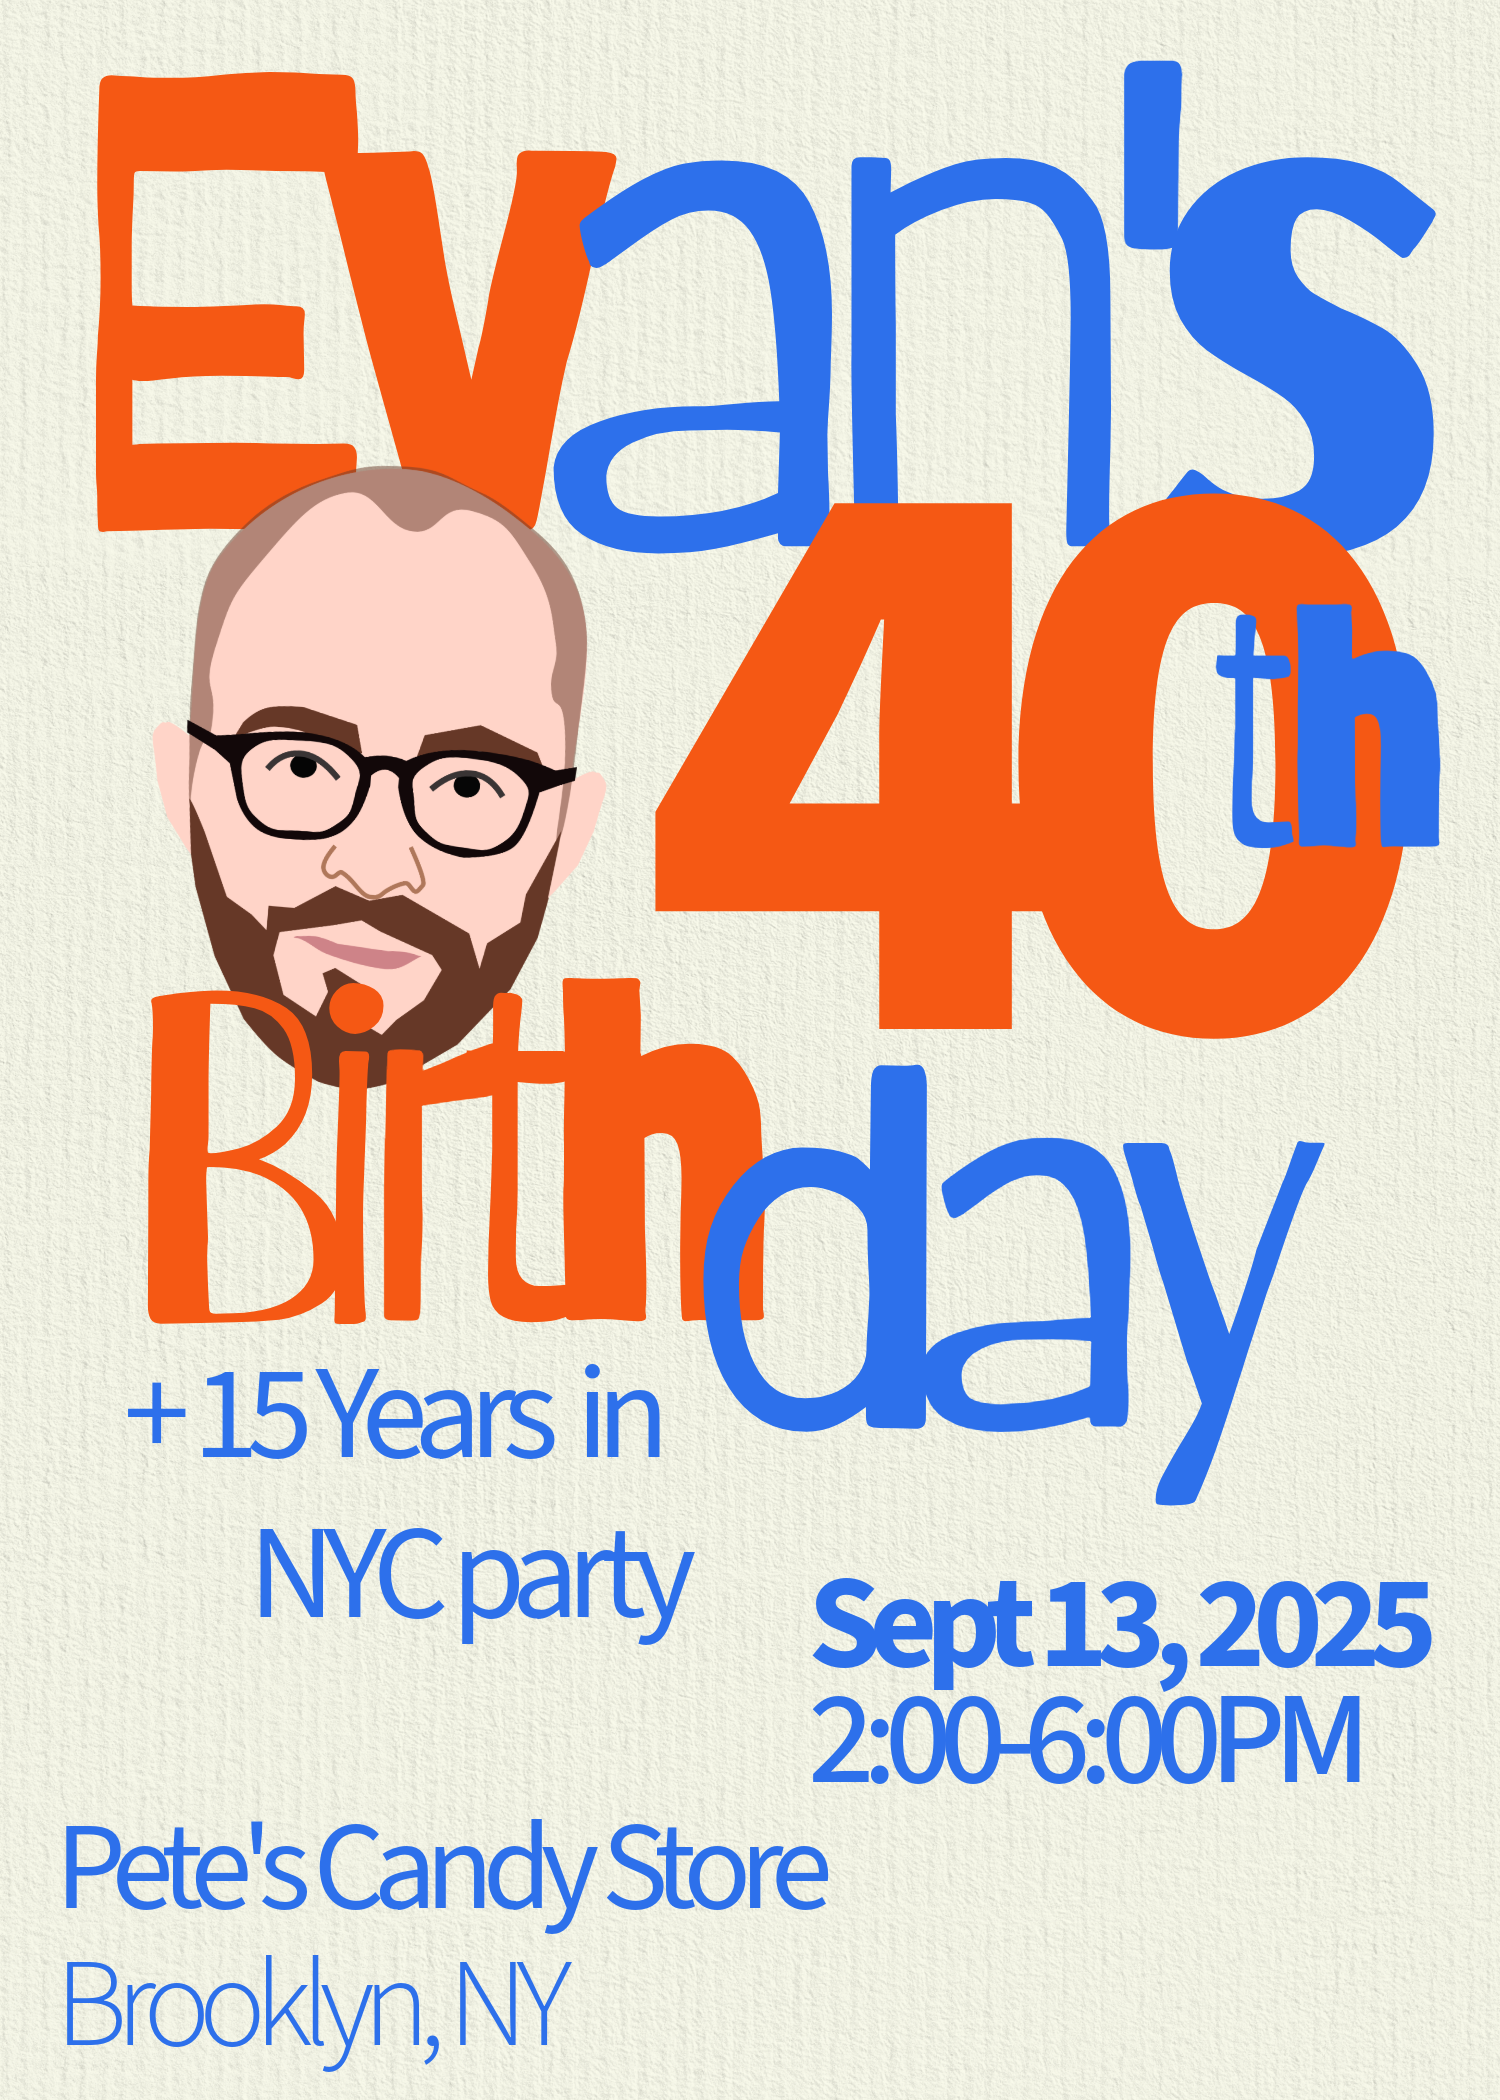 Evan's
40th
Birthday
+ 15 Years in
NYC party
Sept 13, 2025
2:00-6:00PM
Pete's Candy Store
Brooklyn, NY